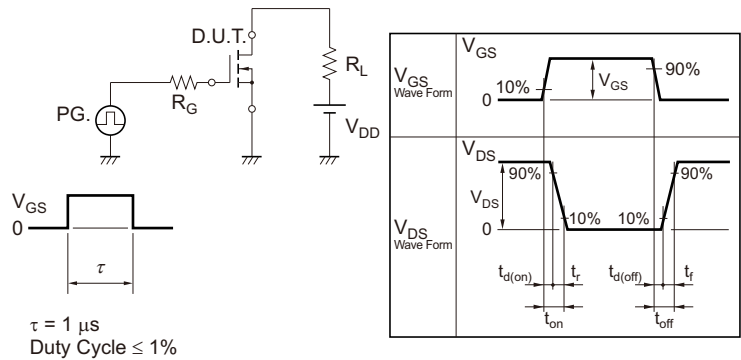 D.U.T.
R_L
R_G
PG.
V_DD
V_GS
0
τ
τ = 1 μs
Duty Cycle ≤ 1%
V_GS
Wave Form
V_GS
10%
V_GS
90%
0
V_DS
Wave Form
V_DS
90%
90%
V_DS
10%
10%
0
t_d(on)
t_r
t_d(off)
t_f
t_on
t_off